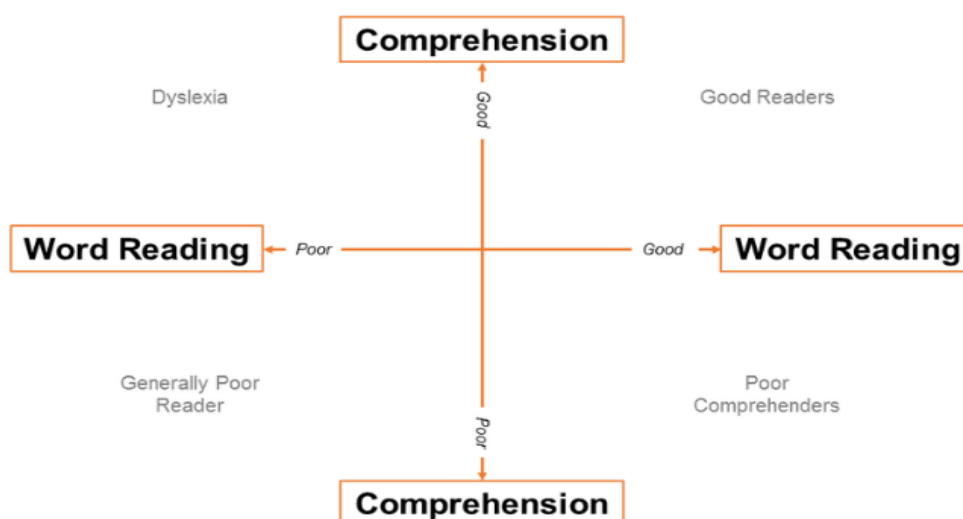 Comprehension
Dyslexia
Good
Good Readers
Word Reading
Poor
Good
Word Reading
Generally Poor
Reader
Poor
Poor
Comprehenders
Comprehension